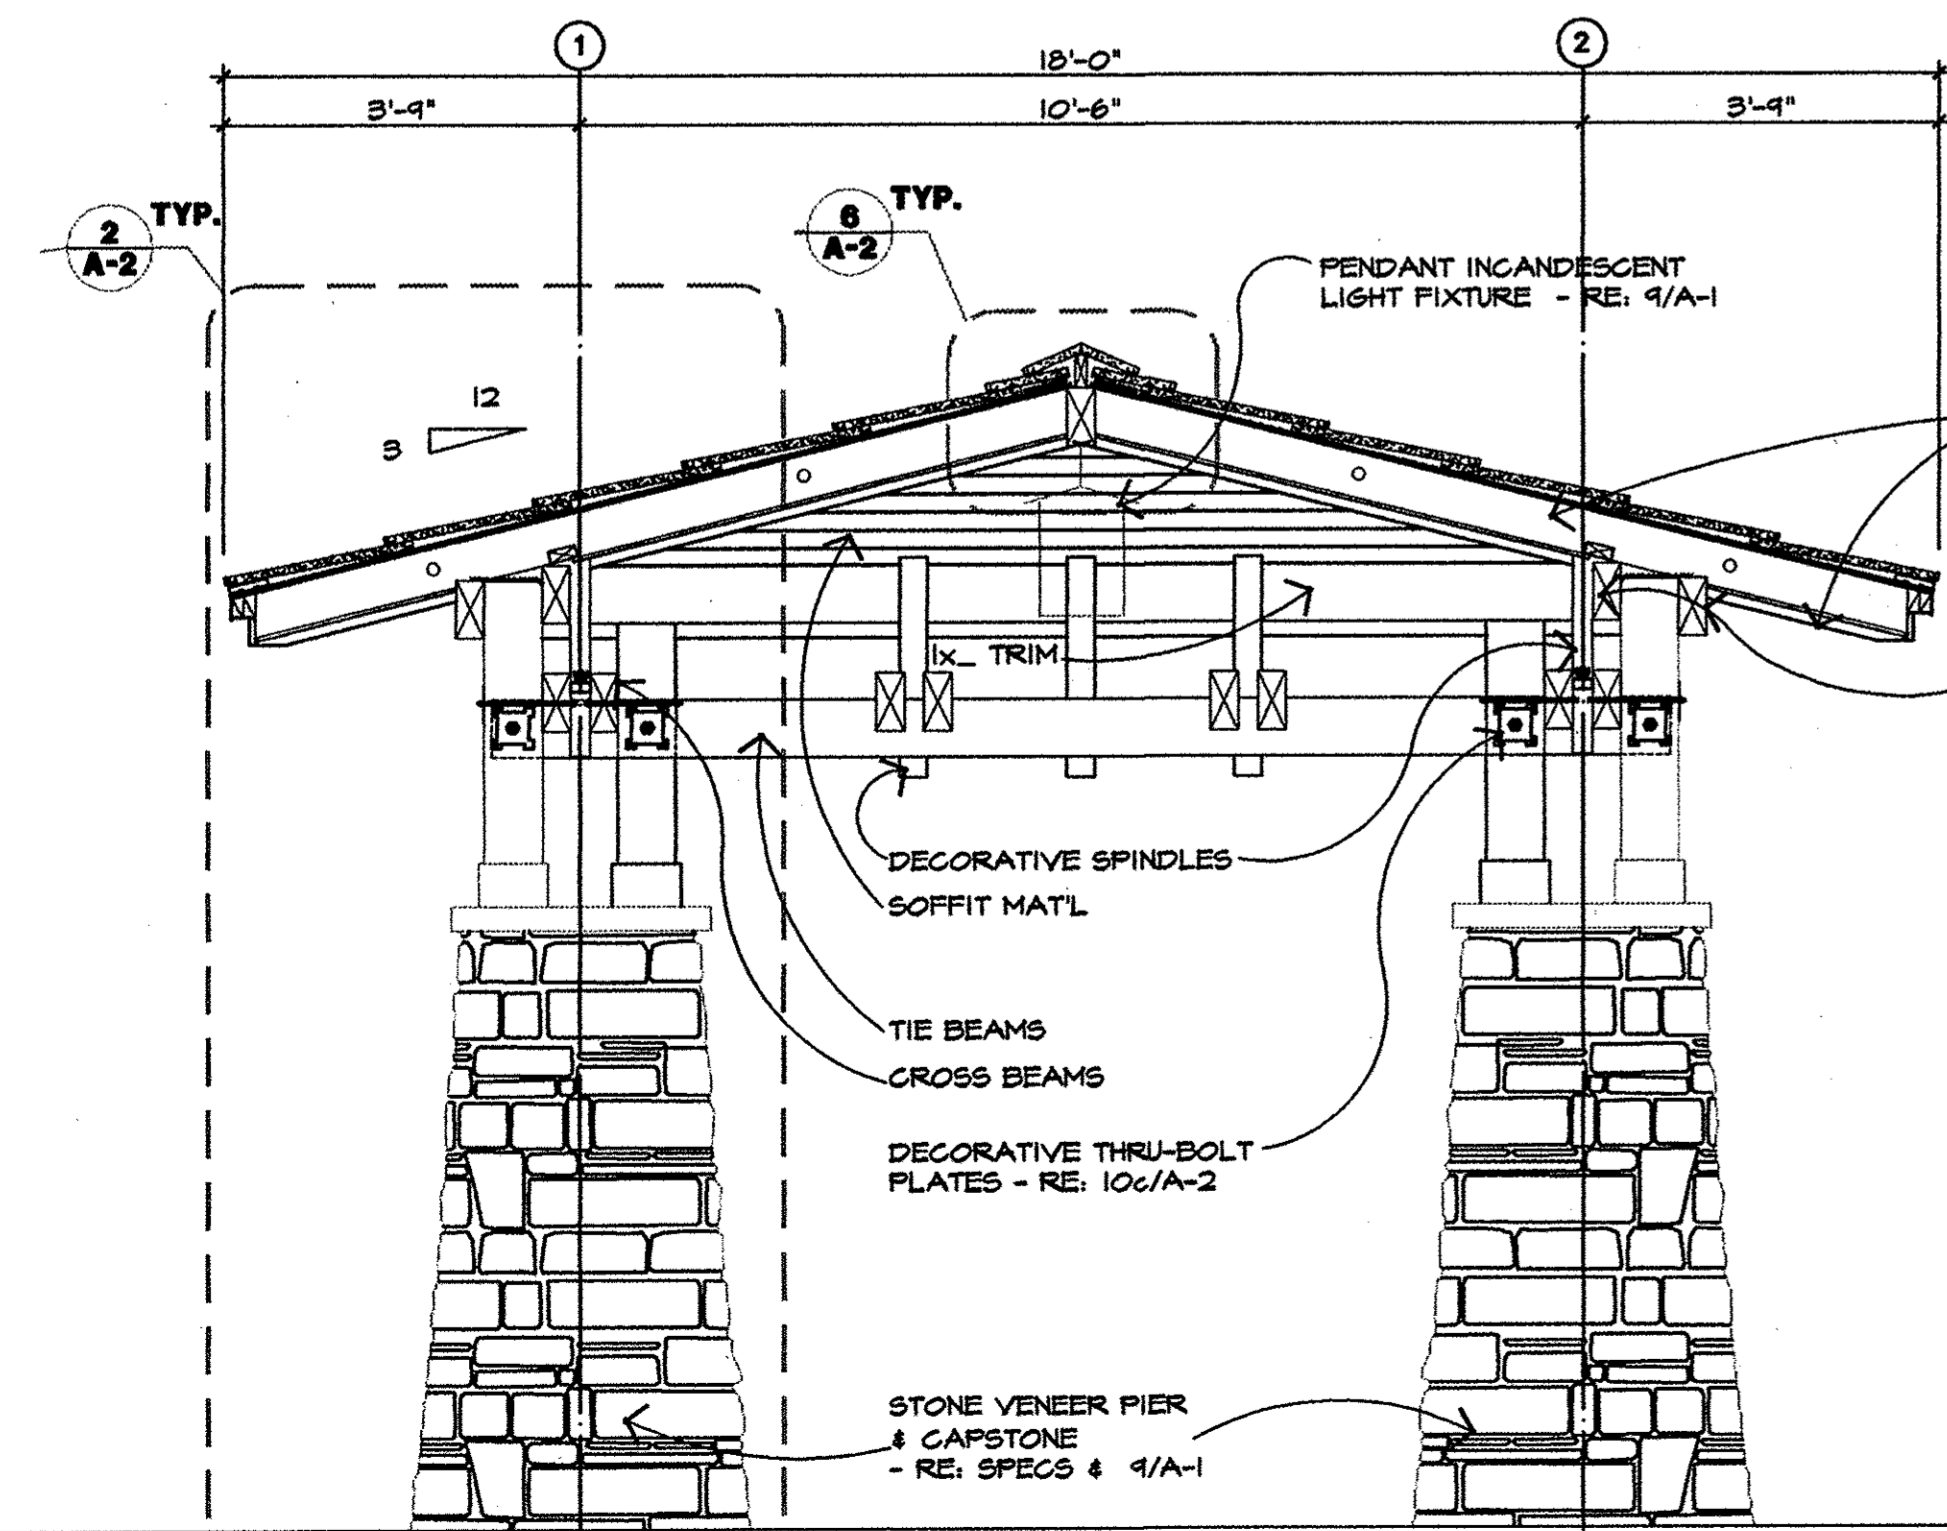 1
2
18'-0"
3'-9"
10'-6"
3'-9"
2
A-2
TYP.
6
A-2
TYP.
PENDANT INCANDESCENT
LIGHT FIXTURE - RE: 9/A-1
12
3
1x_ TRIM
DECORATIVE SPINDLES
SOFFIT MAT'L
TIE BEAMS
CROSS BEAMS
DECORATIVE THRU-BOLT
PLATES - RE: 10c/A-2
STONE VENEER PIER
& CAPSTONE
- RE: SPECS & 9/A-1